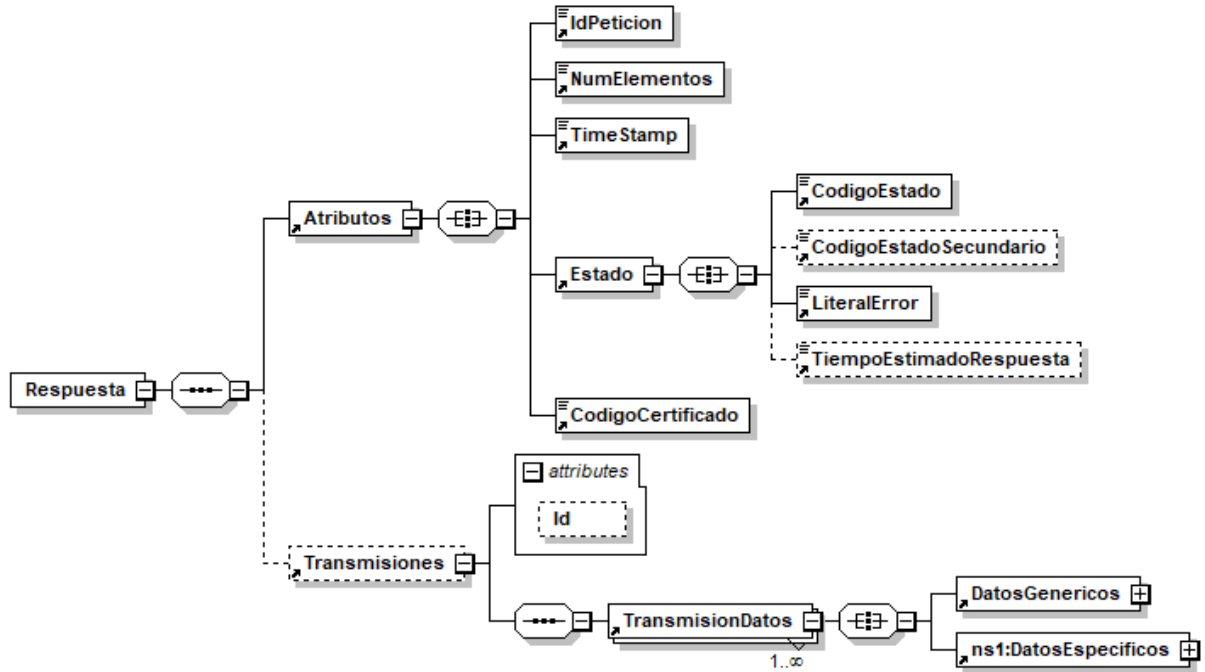 IdPeticion
NumElementos
TimeStamp
CodigoEstado
Atributos
CodigoEstadoSecundario
Estado
LiteralError
TiempoEstimadoRespuesta
Respuesta
CodigoCertificado
attributes
Id
Transmisiones
DatosGenericos
TransmisionDatos
1..∞
ns1:DatosEspecificos